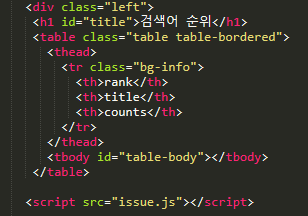 <div class="left">
<h1 id="title">검색어 순위</h1>
<table class="table table-bordered">
<thead>
<tr class="bg-info">
<th>rank</th>
<th>title</th>
<th>counts</th>
</tr>
</thead>
<tbody id="table-body"></tbody>
</table>
<script src="issue.js"></script>